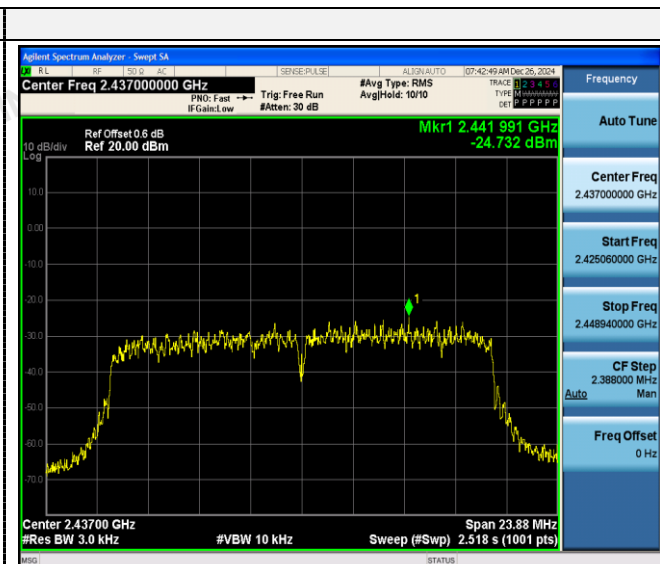 Agilent Spectrum Analyzer - Swept SA
RL RF 50 Ω AC SENSE:PULSE ALIGNAUTO 07:42:49 AM Dec 26, 2024
Center Freq 2.437000000 GHz
PNO: Fast
IFGain:Low
Trig: Free Run
#Atten: 30 dB
#Avg Type: RMS
Avg|Hold: 10/10
TRACE 1 2 3 4 5 6
TYPE M
DET P P P P P P
Frequency
Mkr1 2.441 991 GHz
-24.732 dBm
Ref Offset 0.6 dB
10 dB/div Ref 20.00 dBm
Log
10.0
0.00
-10.0
-20.0
-30.0
-40.0
-50.0
-60.0
-70.0
1
Center 2.43700 GHz Span 23.88 MHz
#Res BW 3.0 kHz #VBW 10 kHz Sweep (#Swp) 2.518 s (1001 pts)
MSG STATUS
Auto Tune
Center Freq
2.437000000 GHz
Start Freq
2.425060000 GHz
Stop Freq
2.448940000 GHz
CF Step
2.388000 MHz
Auto Man
Freq Offset
0 Hz